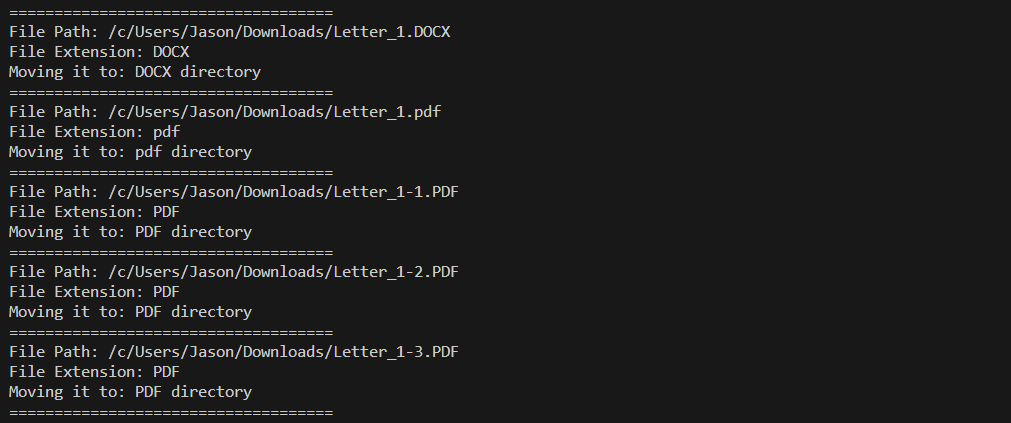 ====================================
File Path: /c/Users/Jason/Downloads/Letter_1.DOCX
File Extension: DOCX
Moving it to: DOCX directory
====================================
File Path: /c/Users/Jason/Downloads/Letter_1.pdf
File Extension: pdf
Moving it to: pdf directory
====================================
File Path: /c/Users/Jason/Downloads/Letter_1-1.PDF
File Extension: PDF
Moving it to: PDF directory
====================================
File Path: /c/Users/Jason/Downloads/Letter_1-2.PDF
File Extension: PDF
Moving it to: PDF directory
====================================
File Path: /c/Users/Jason/Downloads/Letter_1-3.PDF
File Extension: PDF
Moving it to: PDF directory
====================================